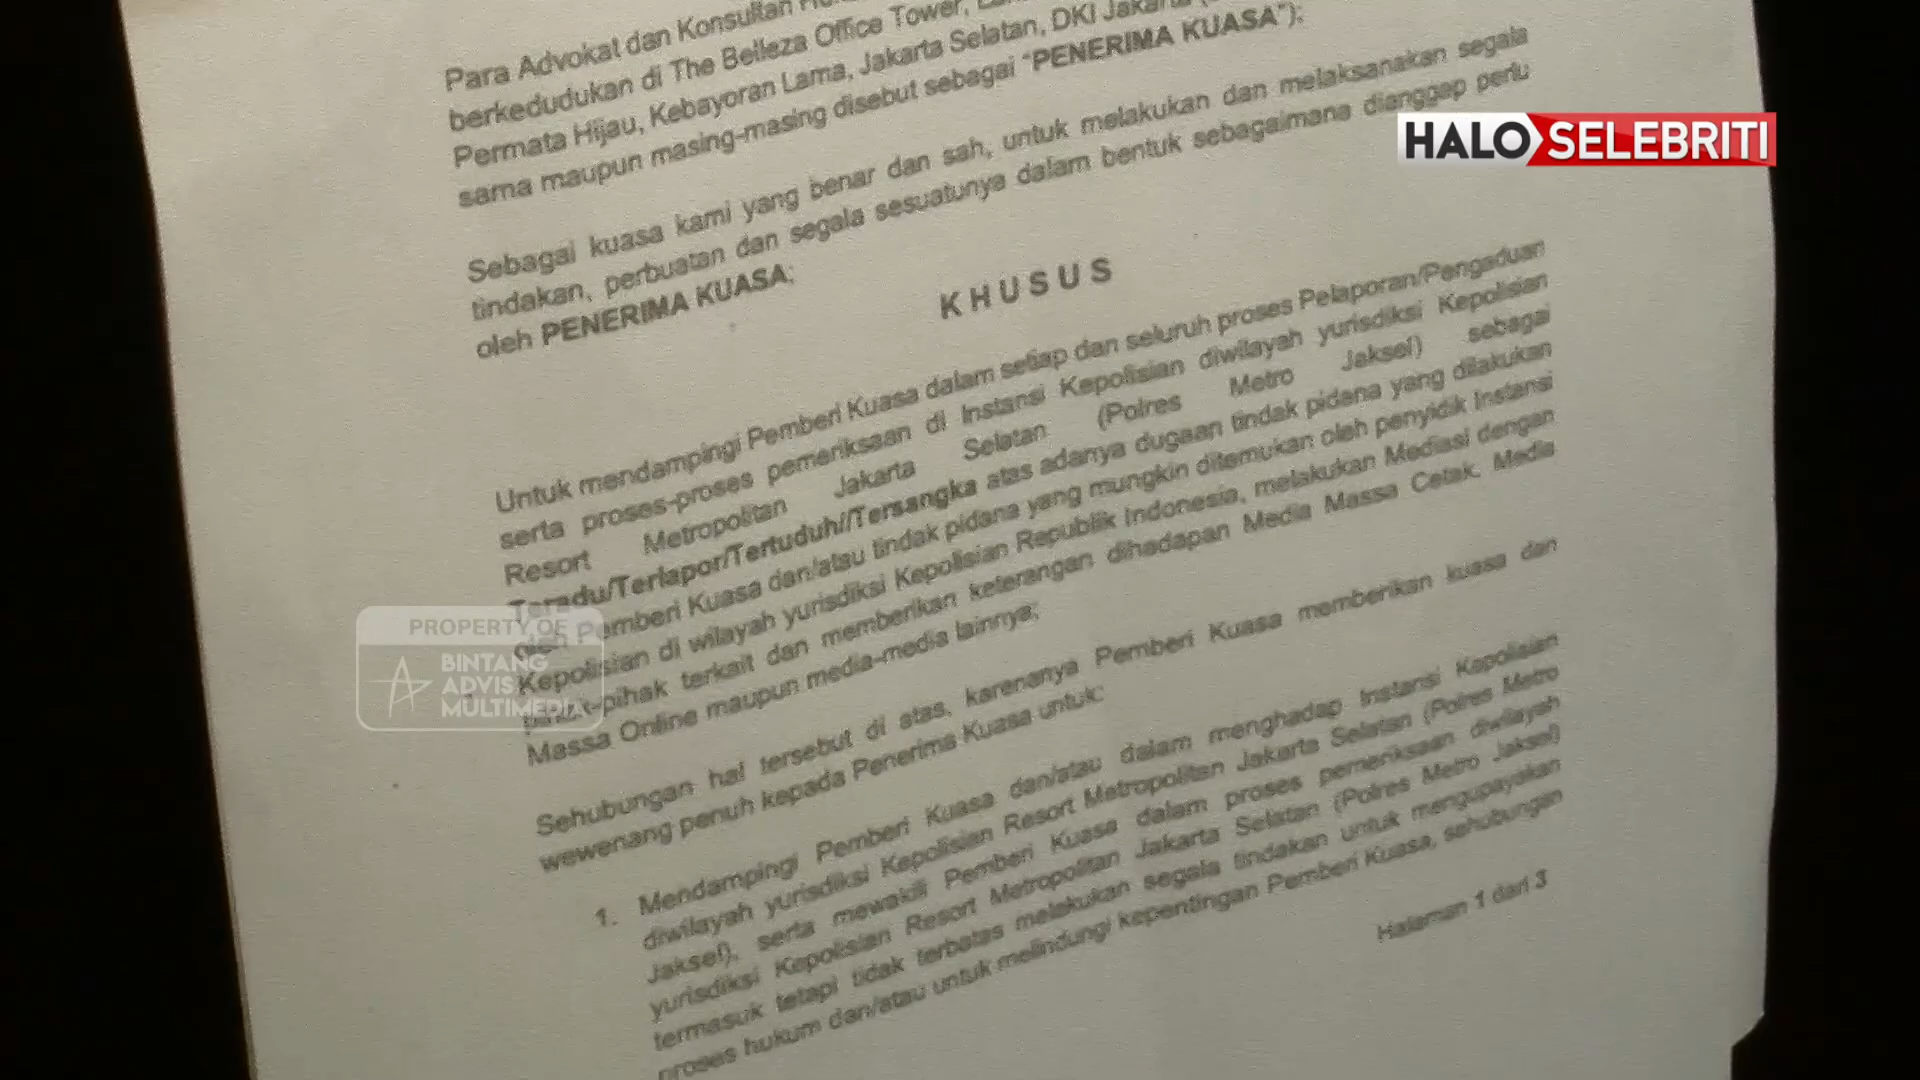 Para Advokat dan Konsultan
berkedudukan di The Belleza Office Tower,
Permata Hijau, Kebayoran Lama, Jakarta Selatan, DKI Jakarta
sama maupun masing-masing disebut sebagai "PENERIMA KUASA");
HALO SELEBRITI
Sebagai kuasa kami yang benar dan sah, untuk melakukan dan melaksanakan segala
tindakan, perbuatan dan segala sesuatunya dalam bentuk sebagaimana dianggap perlu
oleh PENERIMA KUASA;
K H U S U S
Untuk mendampingi Pemberi Kuasa dalam setiap dan seluruh proses Pelaporan/Pengaduan
serta proses-proses pemeriksaan di Instansi Kepolisian diwilayah yurisdiksi Kepolisian
Resort Metropolitan Jakarta Selatan (Polres Metro Jaksel) sebagai
Teradu/Terlapor/Tertuduh//Tersangka atas adanya dugaan tindak pidana yang dilakukan
oleh Pemberi Kuasa dan/atau tindak pidana yang mungkin ditemukan oleh penyidik Instansi
Kepolisian di wilayah yurisdiksi Kepolisian Republik Indonesia, melakukan Mediasi dengan
pihak-pihak terkait dan memberikan keterangan dihadapan Media Massa Cetak, Media
Massa Online maupun media-media lainnya;
PROPERTY OF
BINTANG
ADVIS
MULTIMEDIA
Sehubungan hal tersebut di atas, karenanya Pemberi Kuasa memberikan kuasa dan
wewenang penuh kepada Penerima Kuasa untuk:
1. Mendampingi Pemberi Kuasa dan/atau dalam menghadap Instansi Kepolisian
diwilayah yurisdiksi Kepolisian Resort Metropolitan Jakarta Selatan (Polres Metro
Jaksel), serta mewakili Pemberi Kuasa dalam proses pemeriksaan diwilayah
yurisdiksi Kepolisian Resort Metropolitan Jakarta Selatan (Polres Metro Jaksel)
termasuk tetapi tidak terbatas melakukan segala tindakan untuk mengupayakan
proses hukum dan/atau untuk melindungi kepentingan Pemberi Kuasa, sehubungan
Halaman 1 dari 3